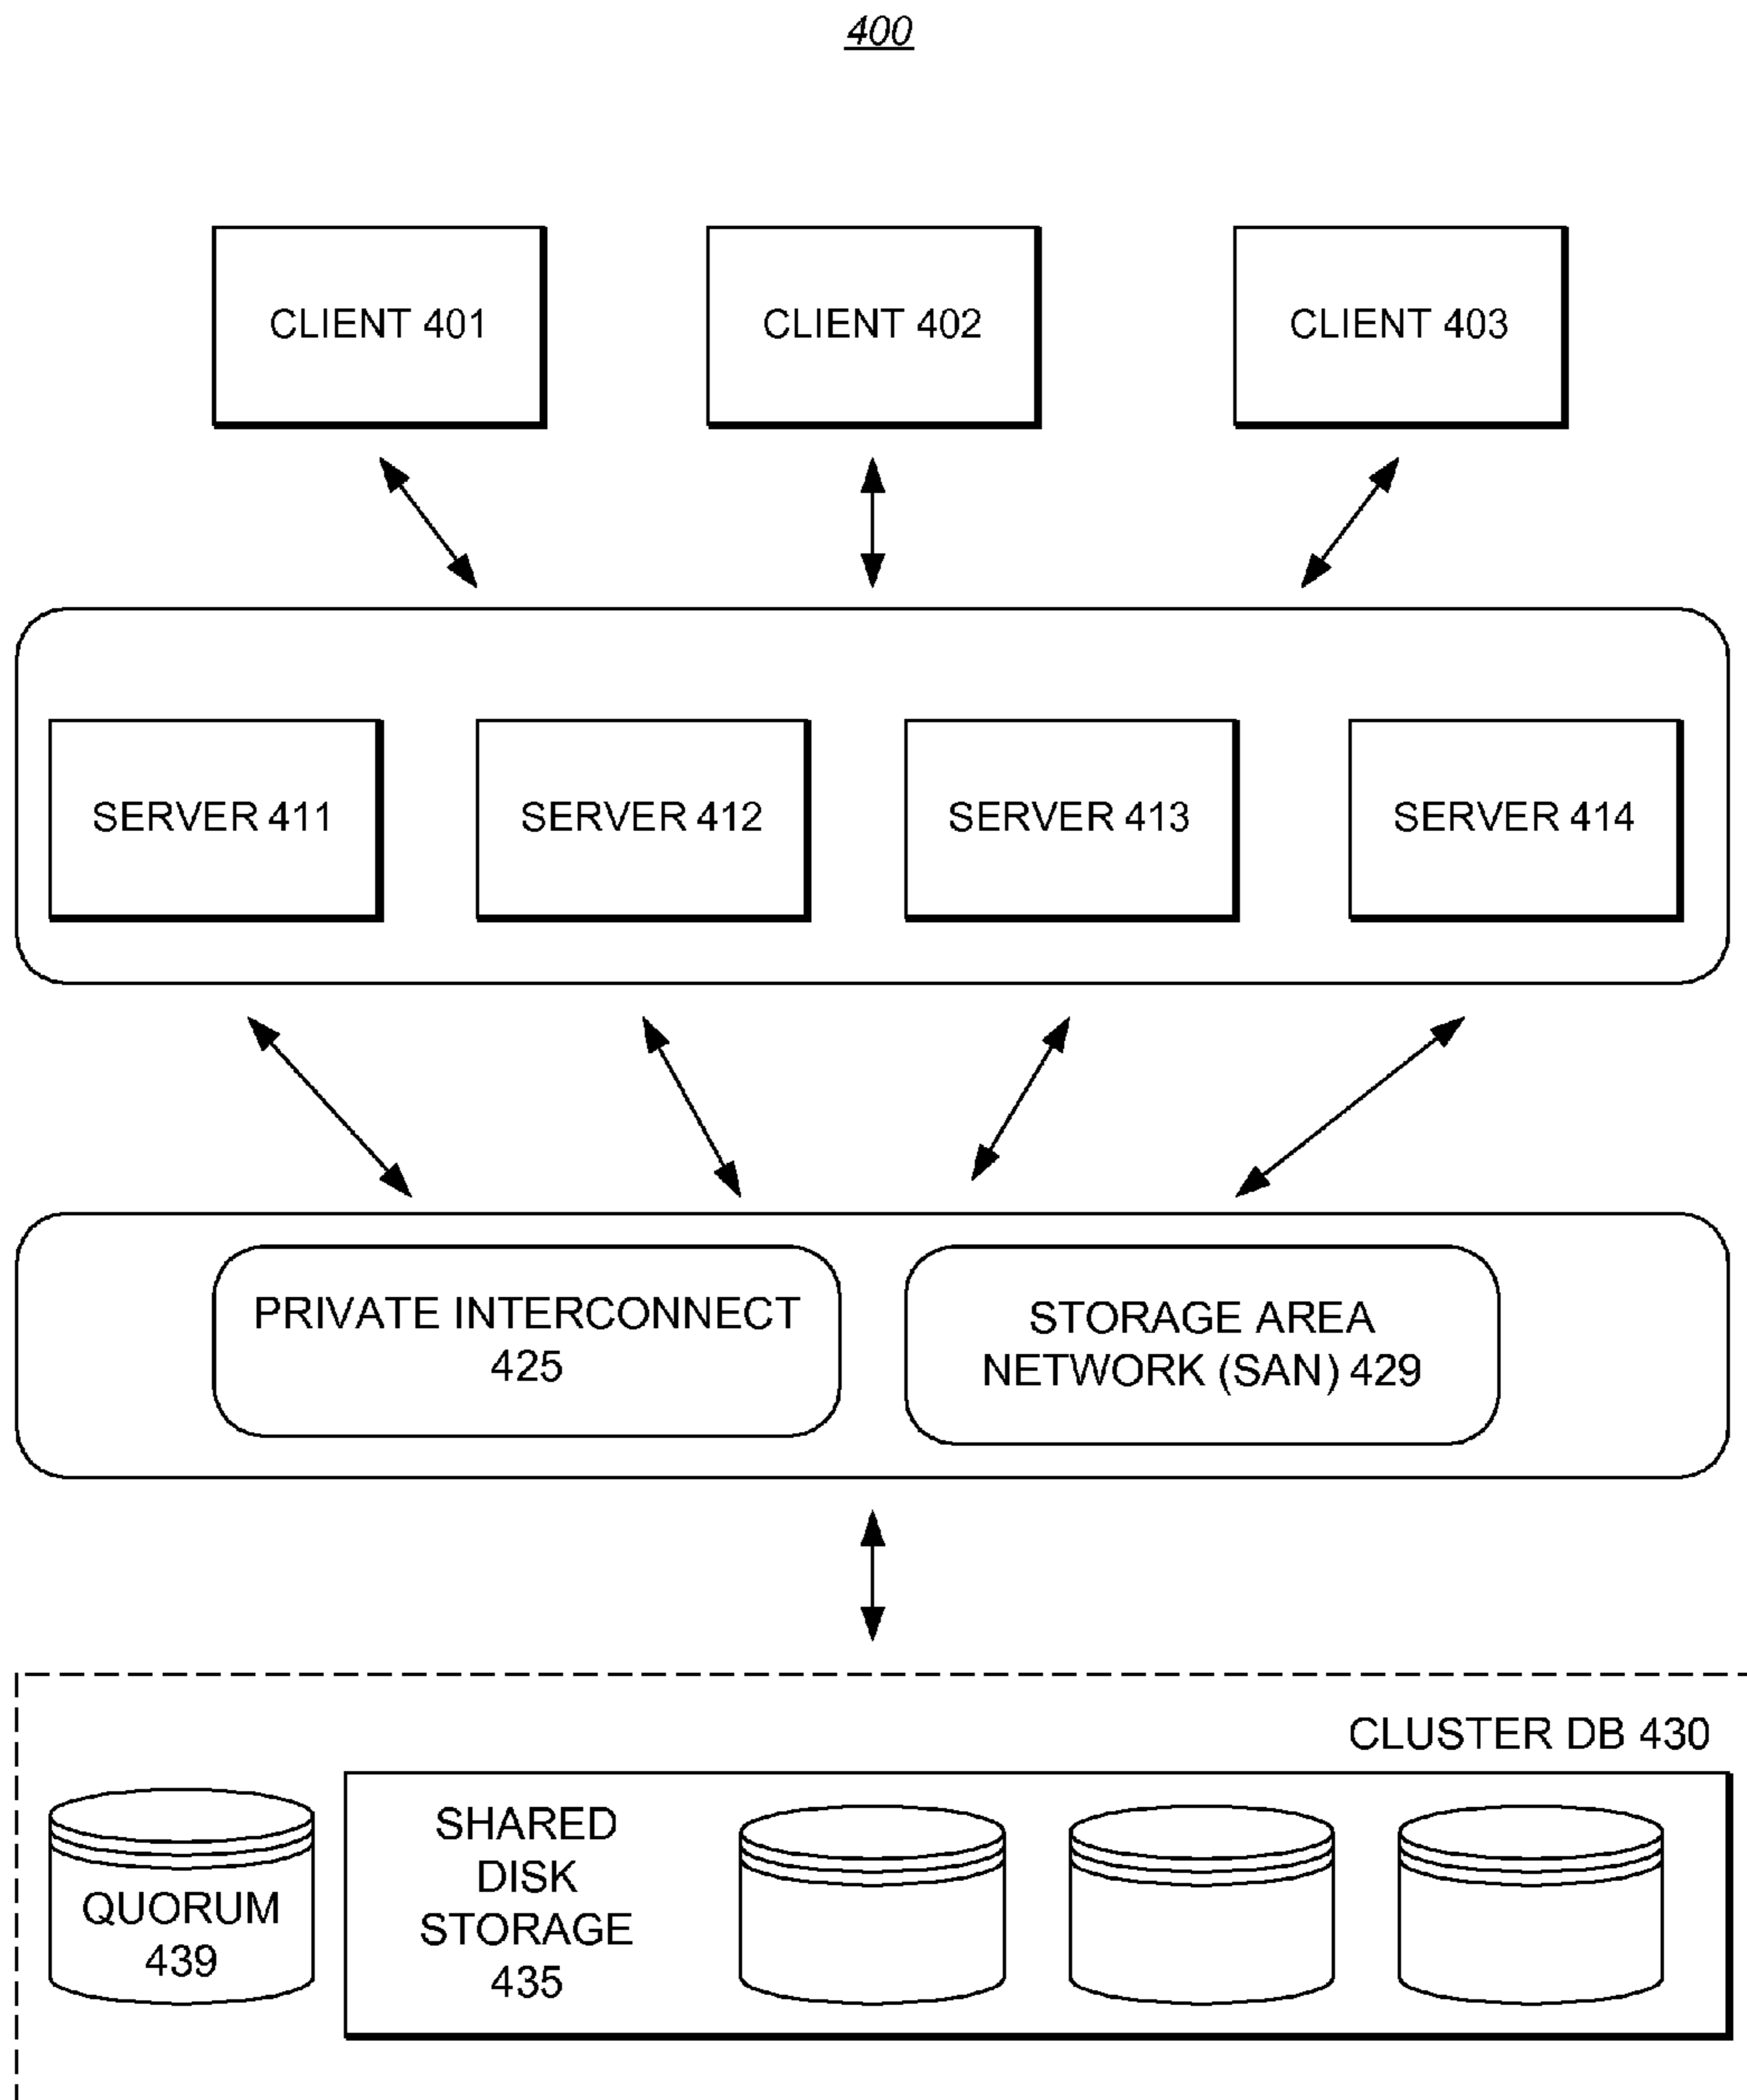 400
CLIENT 401
CLIENT 402
CLIENT 403
SERVER 411
SERVER 412
SERVER 413
SERVER 414
PRIVATE INTERCONNECT
425
STORAGE AREA
NETWORK (SAN) 429
CLUSTER DB 430
QUORUM
439
SHARED
DISK
STORAGE
435